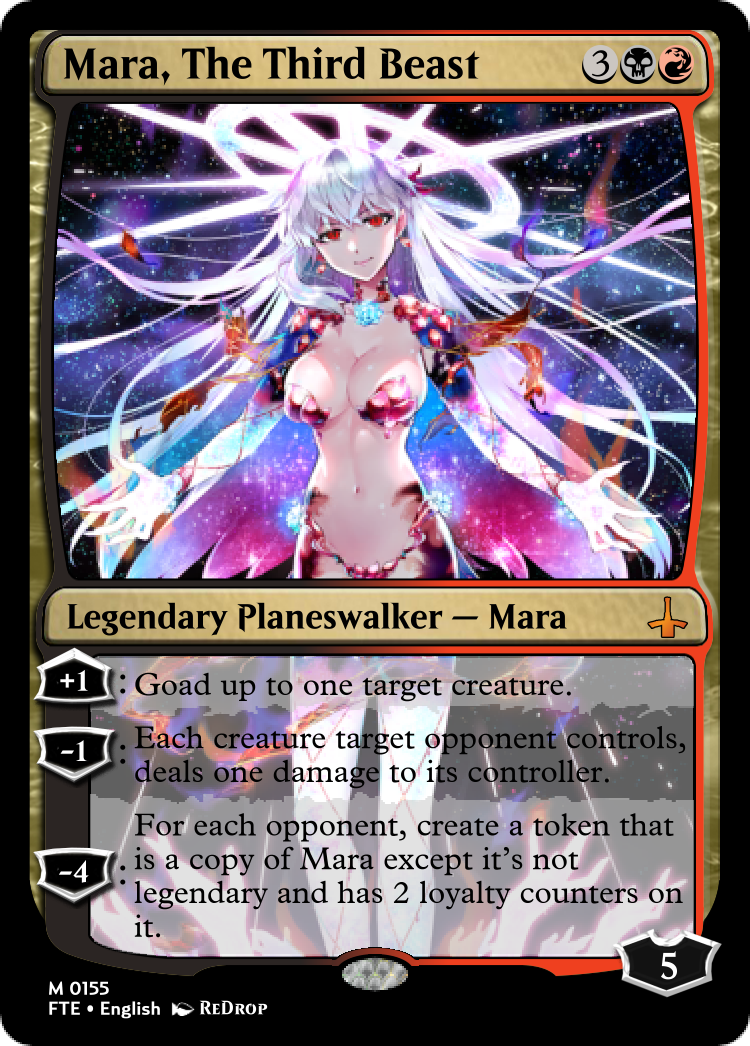 Mara, The Third Beast 3
Legendary Planeswalker — Mara
+1 : Goad up to one target creature.
−1 : Each creature target opponent controls,
deals one damage to its controller.
For each opponent, create a token that
−4 : is a copy of Mara except it's not
legendary and has 2 loyalty counters on
it.
5
M 0155
FTE • English ReDrop